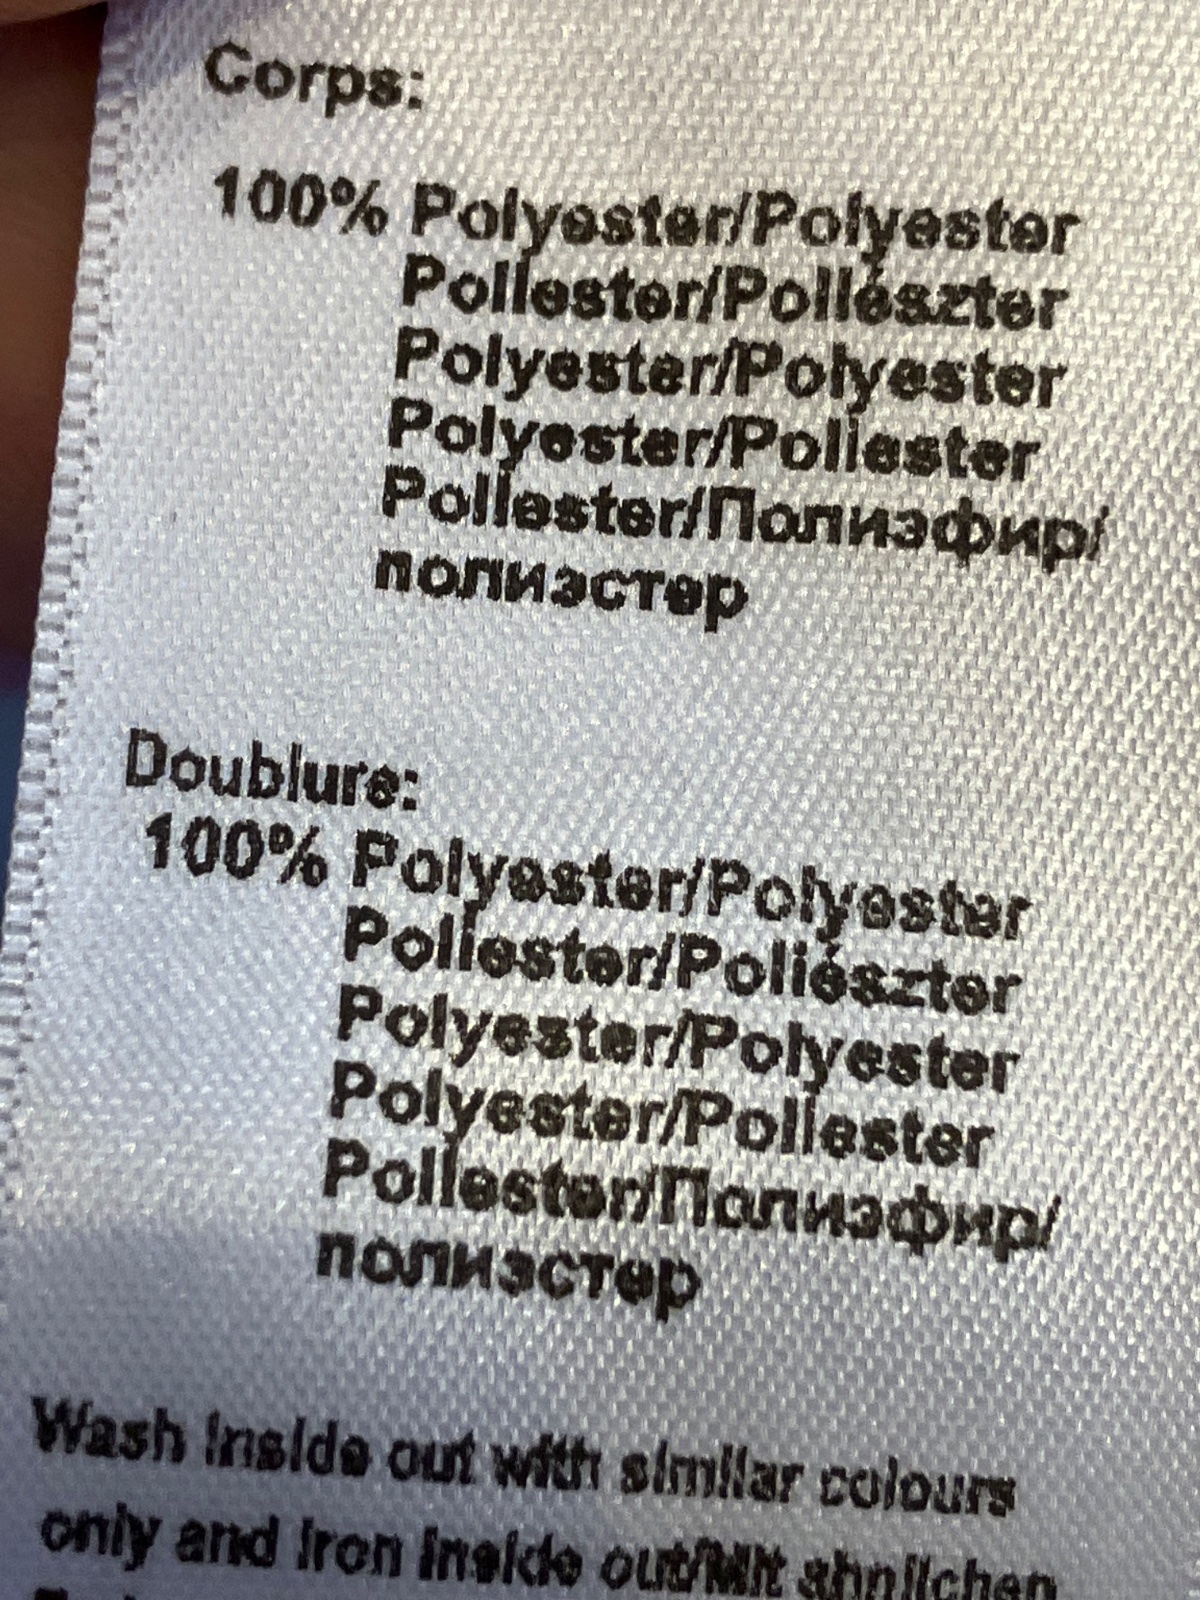 Corps:
100% Polyester/Polyester
Poliester/Poliészter
Polyester/Polyester
Polyester/Poliester
Poliester/Полиэфир/
полиэстер
Doublure:
100% Polyester/Polyester
Poliester/Poliészter
Polyester/Polyester
Polyester/Poliester
Poliester/Полиэфир/
полиэстер
Wash inside out with similar colours
only and iron inside out/Mit ähnlichen